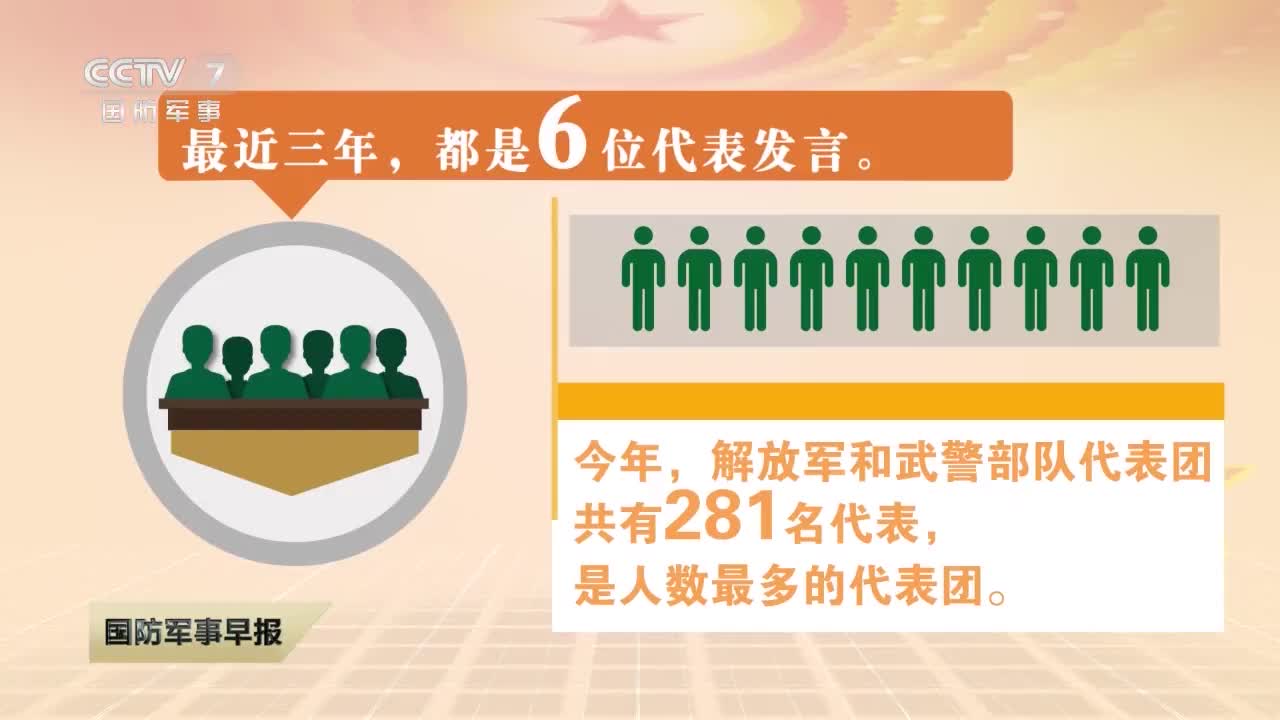 CCTV 7
国防军事
最近三年，都是6位代表发言。
今年，解放军和武警部队代表团
共有281名代表，
是人数最多的代表团。
国防军事早报